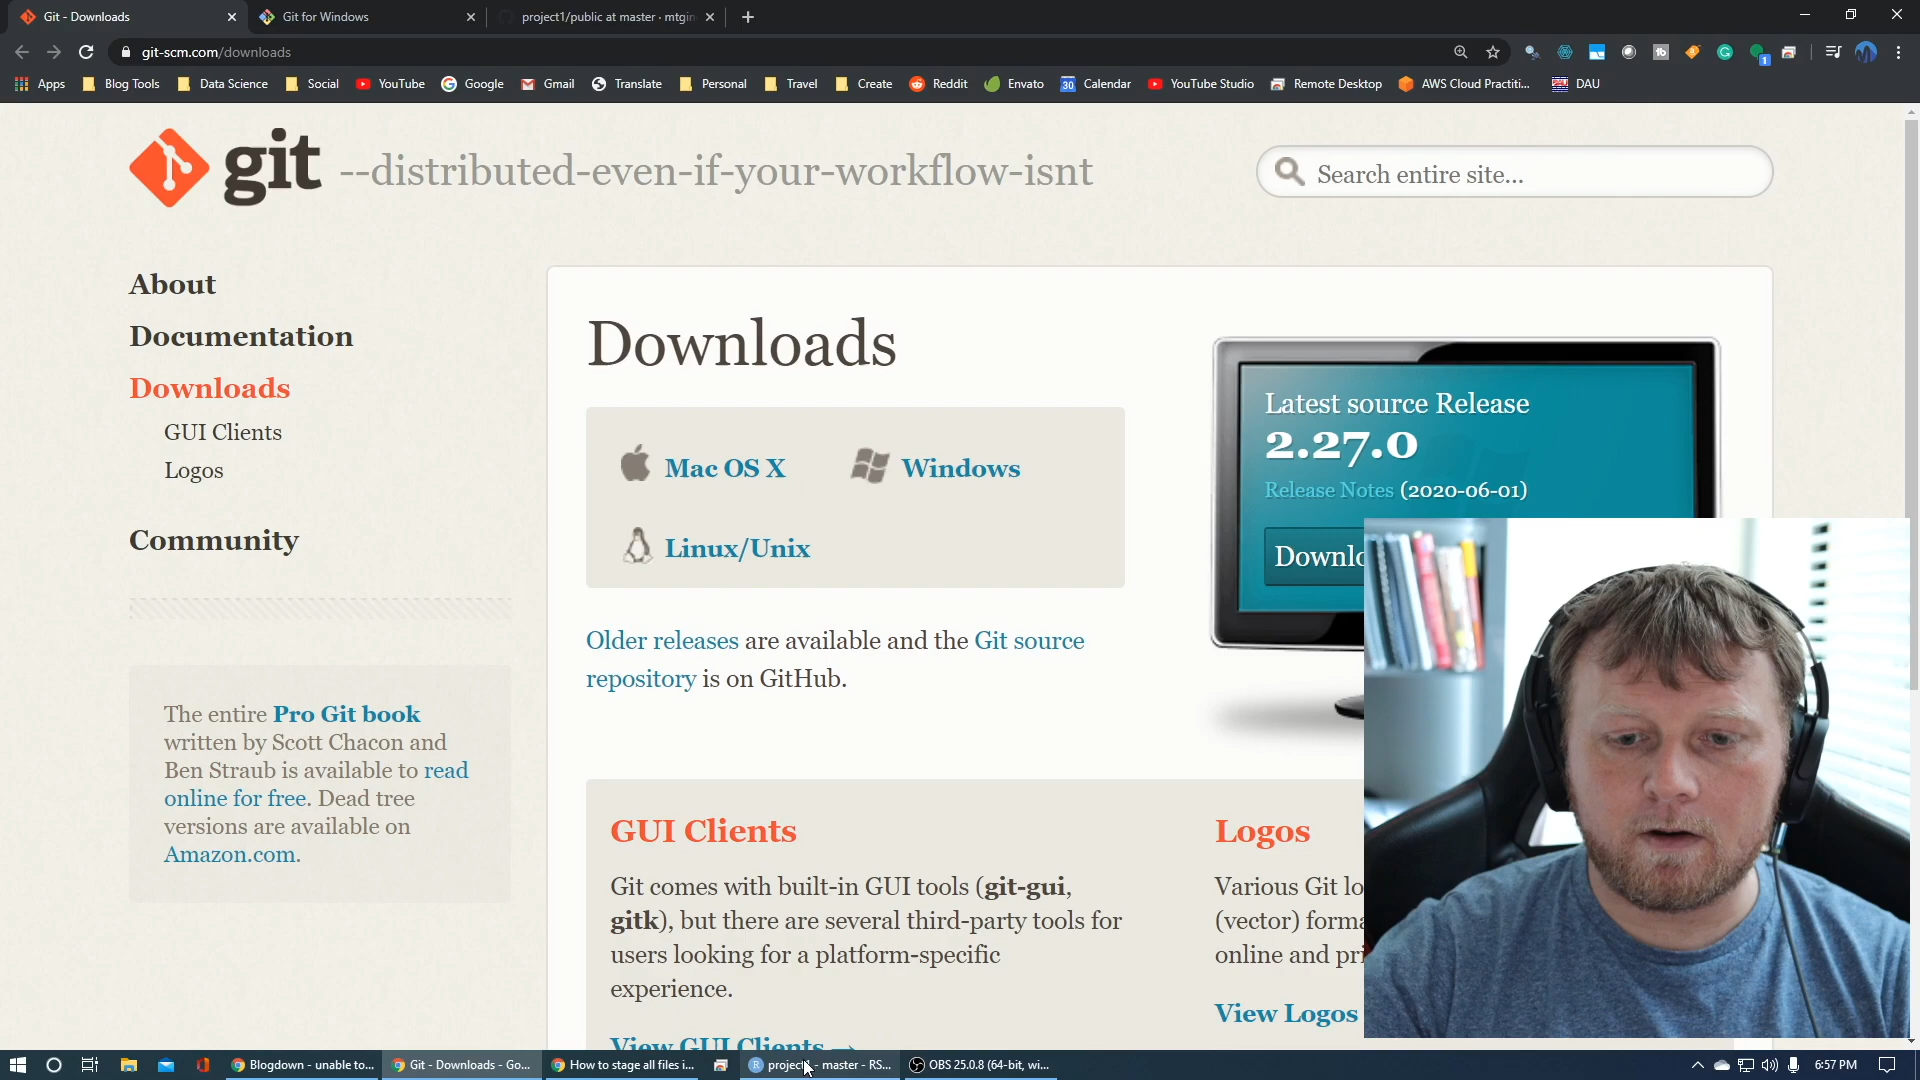 Git - Downloads
Git for Windows
project1/public at master · mtgin
git-scm.com/downloads
Apps
Blog Tools
Data Science
Social
YouTube
Google
Gmail
Translate
Personal
Travel
Create
Reddit
Envato
30
Calendar
YouTube Studio
Remote Desktop
AWS Cloud Practiti...
DAU
git --distributed-even-if-your-workflow-isnt
Search entire site...
About
Documentation
Downloads
GUI Clients
Logos
Community
The entire Pro Git book
written by Scott Chacon and
Ben Straub is available to read
online for free. Dead tree
versions are available on
Amazon.com.
Downloads
Mac OS X
Windows
Linux/Unix
Older releases are available and the Git source
repository is on GitHub.
Latest source Release
2.27.0
Release Notes (2020-06-01)
Downlo
GUI Clients
Git comes with built-in GUI tools (git-gui,
gitk), but there are several third-party tools for
users looking for a platform-specific
experience.
View GUI Clients →
Logos
Various Git lo
(vector) forma
online and pri
View Logos
Blogdown - unable to...
Git - Downloads - Go...
How to stage all files i...
project1 - master - RS...
OBS 25.0.8 (64-bit, wi...
6:57 PM